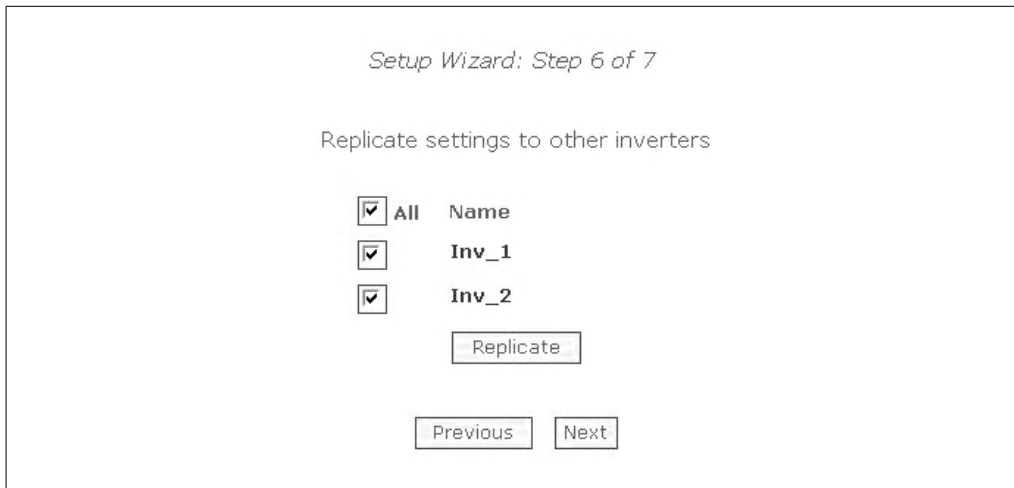 Setup Wizard: Step 6 of 7
Replicate settings to other inverters
All Name
Inv_1
Inv_2
Replicate
Previous Next